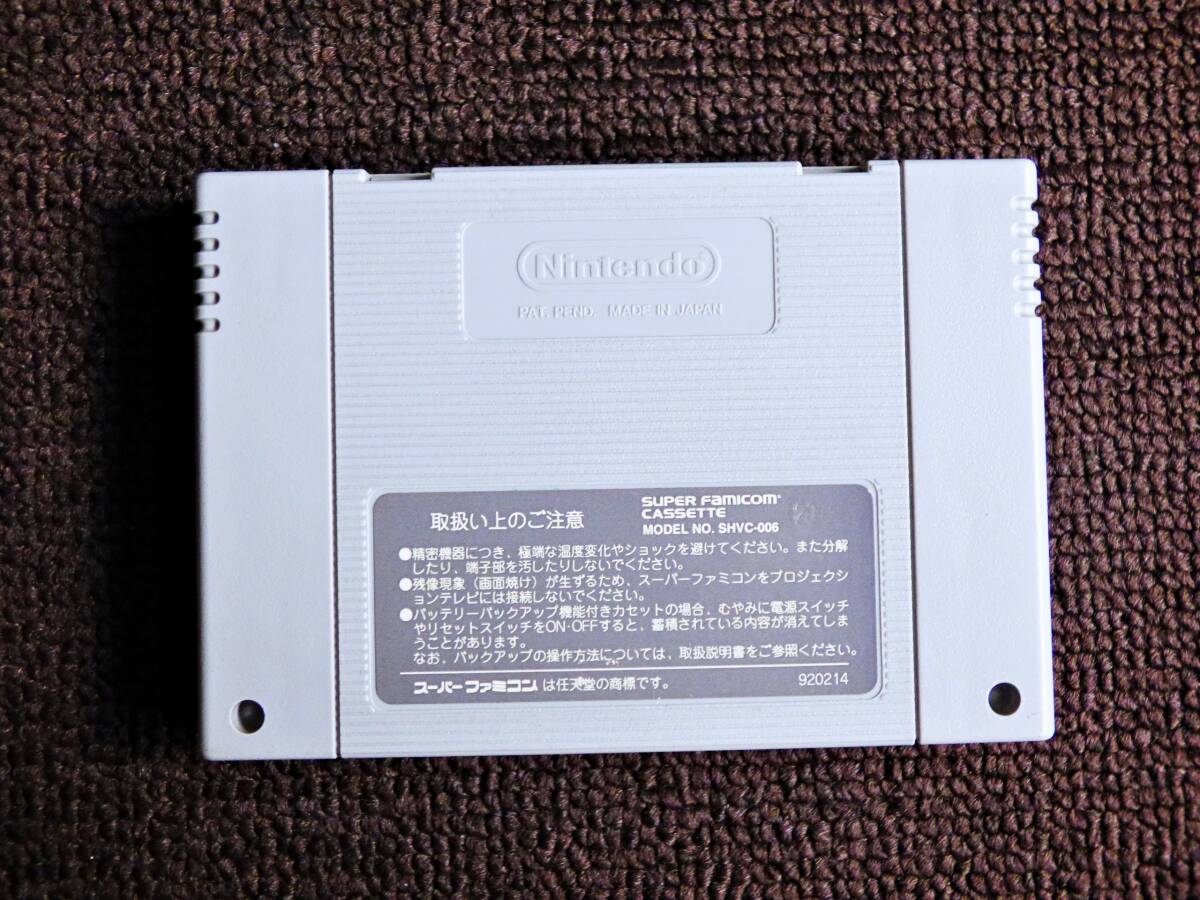 Nintendo®
PAT. PEND. MADE IN JAPAN
取扱い上のご注意
SUPER FAMICOM®
CASSETTE
MODEL NO. SHVC-006
●精密機器につき、極端な温度変化やショックを避けてください。また分解
したり、端子部を汚したりしないでください。
●残像現象（画面焼け）が生ずるため、スーパーファミコンをプロジェクシ
ョンテレビには接続しないでください。
●バッテリーバックアップ機能付きカセットの場合、むやみに電源スイッチ
やリセットスイッチをON・OFFすると、蓄積されている内容が消えてしま
うことがあります。
なお、バックアップの操作方法については、取扱説明書をご参照ください。
スーパーファミコンは任天堂の商標です。
920214